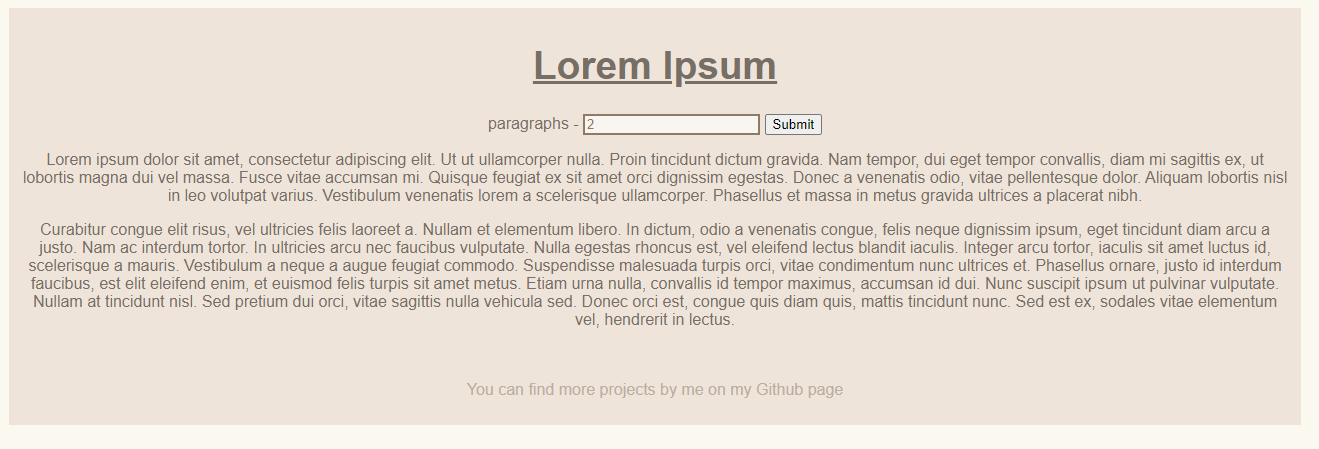 Lorem Ipsum
paragraphs - 2 Submit
Lorem ipsum dolor sit amet, consectetur adipiscing elit. Ut ut ullamcorper nulla. Proin tincidunt dictum gravida. Nam tempor, dui eget tempor convallis, diam mi sagittis ex, ut
lobortis magna dui vel massa. Fusce vitae accumsan mi. Quisque feugiat ex sit amet orci dignissim egestas. Donec a venenatis odio, vitae pellentesque dolor. Aliquam lobortis nisl
in leo volutpat varius. Vestibulum venenatis lorem a scelerisque ullamcorper. Phasellus et massa in metus gravida ultrices a placerat nibh.
Curabitur congue elit risus, vel ultricies felis laoreet a. Nullam et elementum libero. In dictum, odio a venenatis congue, felis neque dignissim ipsum, eget tincidunt diam arcu a
justo. Nam ac interdum tortor. In ultricies arcu nec faucibus vulputate. Nulla egestas rhoncus est, vel eleifend lectus blandit iaculis. Integer arcu tortor, iaculis sit amet luctus id,
scelerisque a mauris. Vestibulum a neque a augue feugiat commodo. Suspendisse malesuada turpis orci, vitae condimentum nunc ultrices et. Phasellus ornare, justo id interdum
faucibus, est elit eleifend enim, et euismod felis turpis sit amet metus. Etiam urna nulla, convallis id tempor maximus, accumsan id dui. Nunc suscipit ipsum ut pulvinar vulputate.
Nullam at tincidunt nisl. Sed pretium dui orci, vitae sagittis nulla vehicula sed. Donec orci est, congue quis diam quis, mattis tincidunt nunc. Sed est ex, sodales vitae elementum
vel, hendrerit in lectus.
You can find more projects by me on my Github page